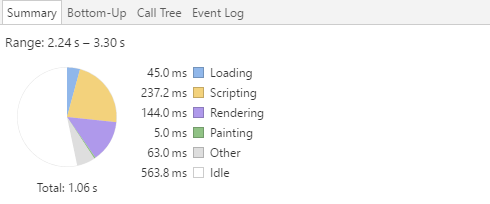 Summary Bottom-Up Call Tree Event Log
Range: 2.24 s – 3.30 s
45.0 ms Loading
237.2 ms Scripting
144.0 ms Rendering
5.0 ms Painting
63.0 ms Other
563.8 ms Idle
Total: 1.06 s